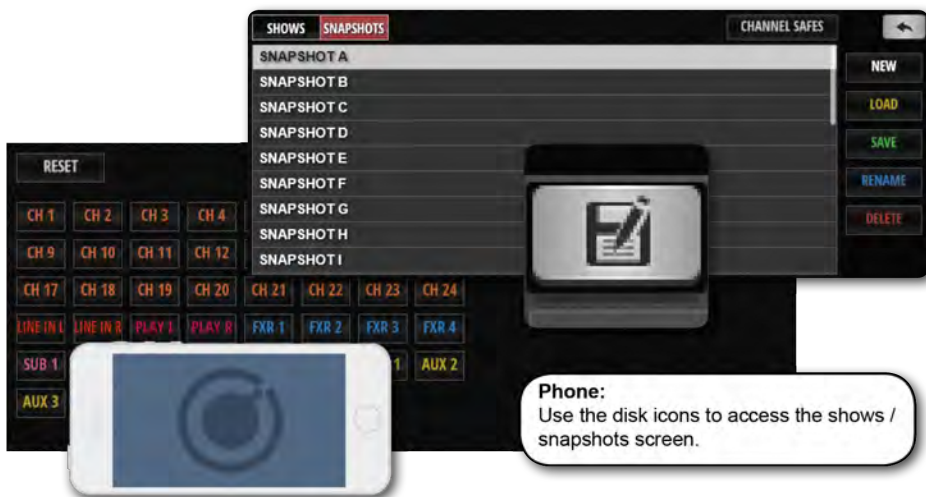 SHOWS SNAPSHOTS CHANNEL SAFES
SNAPSHOT A
NEW
SNAPSHOT B
SNAPSHOT C
LOAD
SNAPSHOT D
SAVE
SNAPSHOT E
RESET
SNAPSHOT F
RENAME
SNAPSHOT G
CH 1 CH 2 CH 3 CH 4
DELETE
SNAPSHOT H
CH 9 CH 10 CH 11 CH 12
SNAPSHOT I
CH 17 CH 18 CH 19 CH 20 CH 21 CH 22 CH 23 CH 24
LINE IN L LINE IN R PLAY L PLAY R FXR 1 FXR 2 FXR 3 FXR 4
SUB 1 1 AUX 2
AUX 3
Phone:
Use the disk icons to access the shows /
snapshots screen.